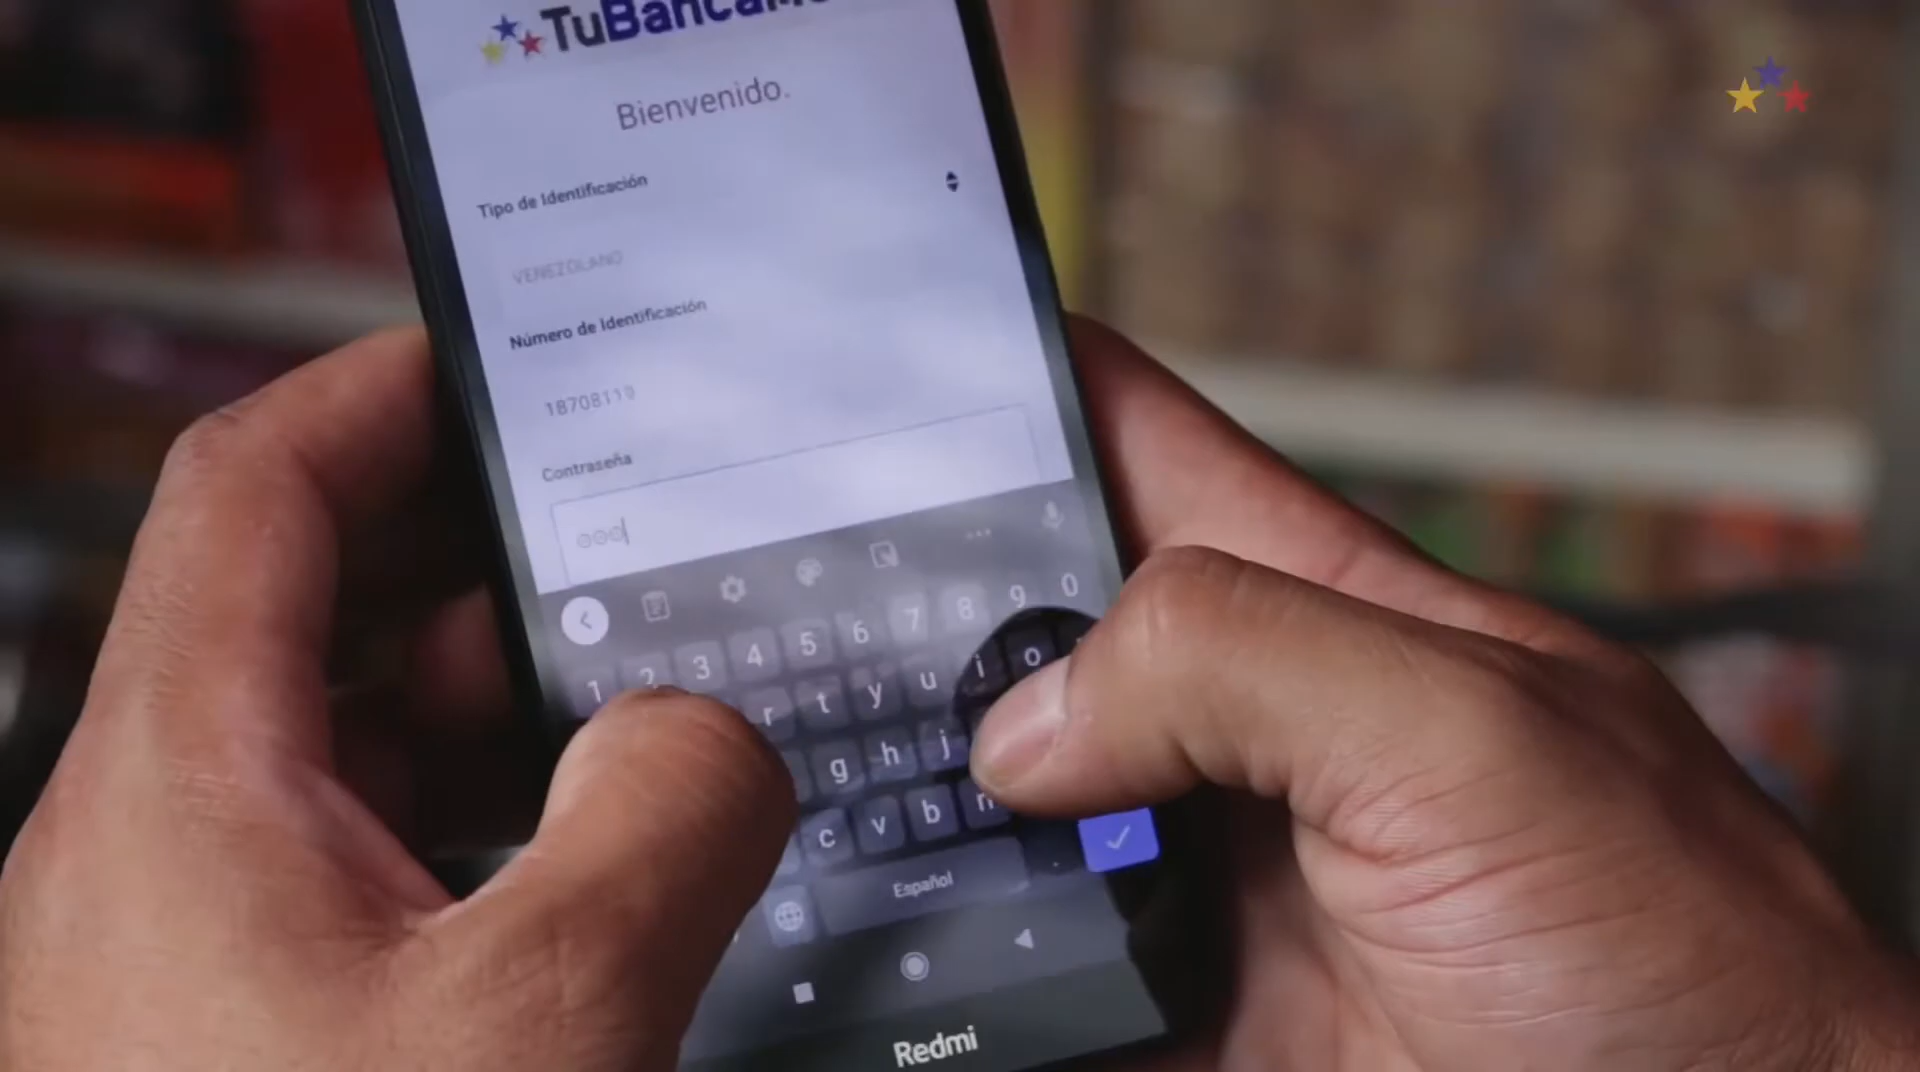 TuBancaMó
Bienvenido.
Tipo de Identificación
VENEZOLANO
Número de Identificación
18708119
Contraseña
1 2 3 4 5 6 7 8 9 0
r t y u i o
g h j
c v b n
Español .
Redmi